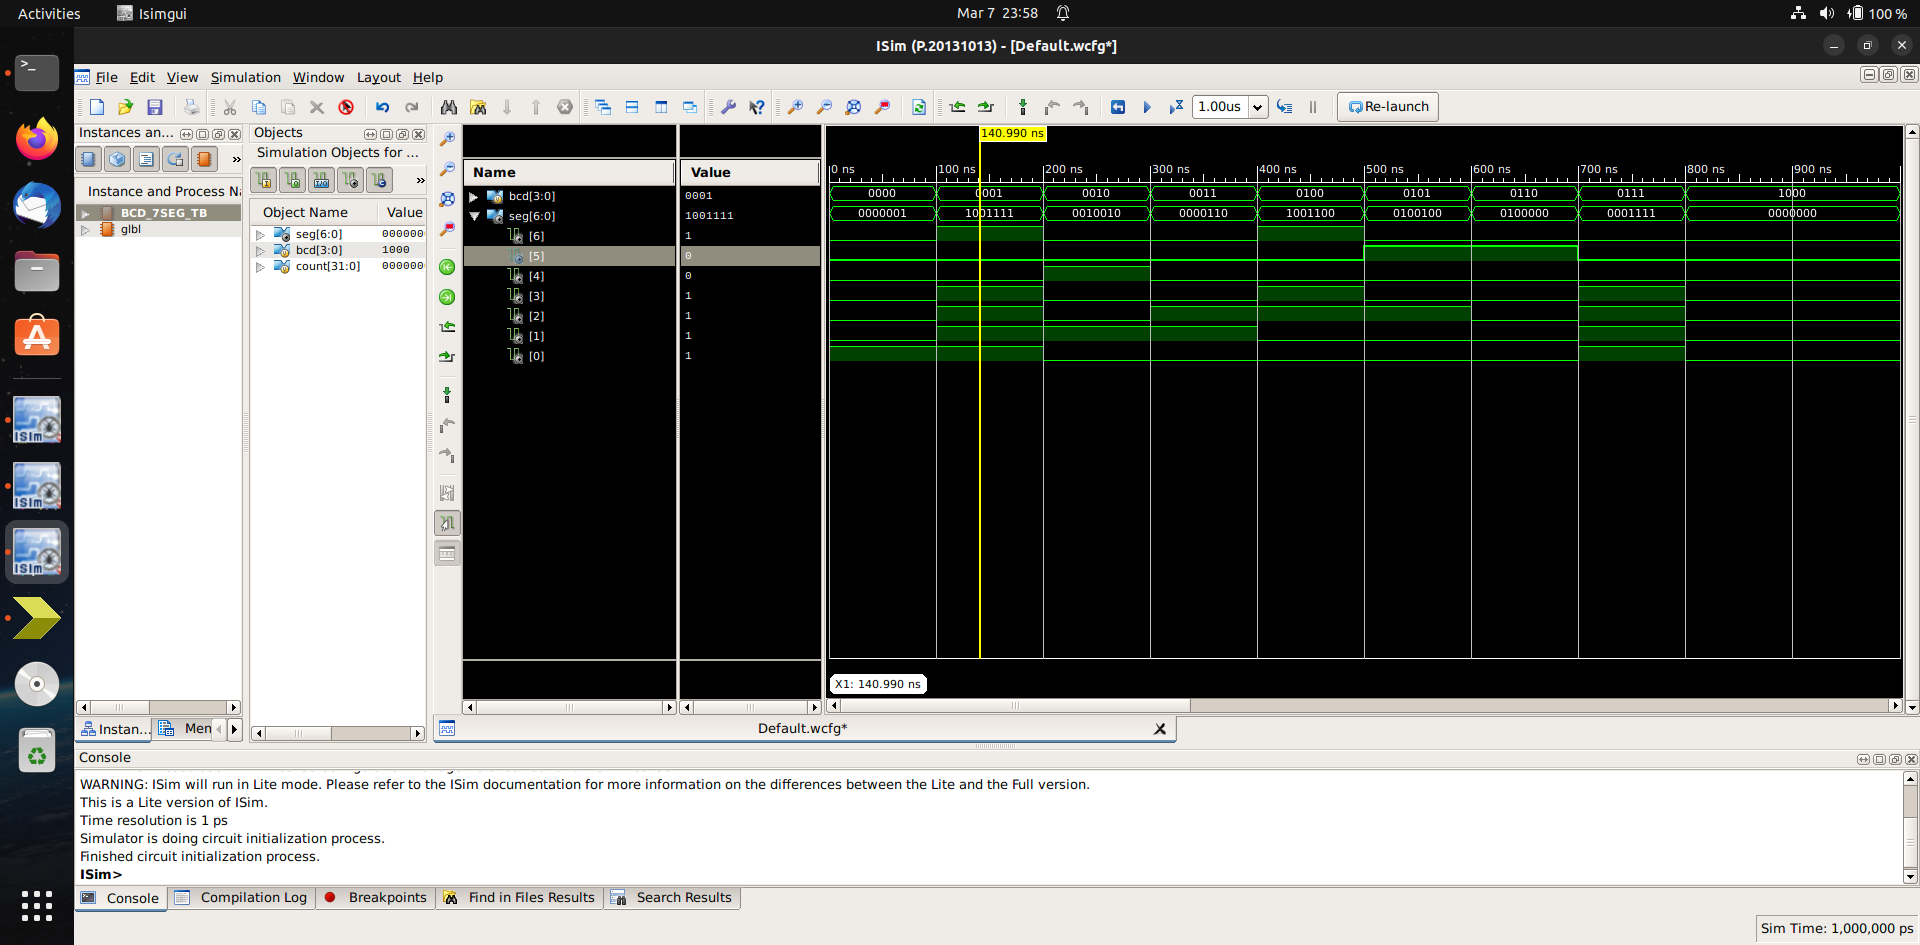 Activities
Isimgui
Mar 7 23:58
100 %
ISim (P.20131013) - [Default.wcfg*]
File Edit View Simulation Window Layout Help
1.00us
Re-launch
Instances an...
Instance and Process Na
BCD_7SEG_TB
glbl
Instan...
Men
Objects
Simulation Objects for ...
Object Name Value
seg[6:0] 000000
bcd[3:0] 1000
count[31:0] 000000
Name Value
bcd[3:0] 0001
seg[6:0] 1001111
[6] 1
[5] 0
[4] 0
[3] 1
[2] 1
[1] 1
[0] 1
140.990 ns
0 ns 100 ns 200 ns 300 ns 400 ns 500 ns 600 ns 700 ns 800 ns 900 ns
0000 0001 0010 0011 0100 0101 0110 0111 1000
0000001 1001111 0010010 0000110 1001100 0100100 0100000 0001111 0000000
X1: 140.990 ns
Default.wcfg*
Console
WARNING: ISim will run in Lite mode. Please refer to the ISim documentation for more information on the differences between the Lite and the Full version.
This is a Lite version of ISim.
Time resolution is 1 ps
Simulator is doing circuit initialization process.
Finished circuit initialization process.
ISim>
Console Compilation Log Breakpoints Find in Files Results Search Results
Sim Time: 1,000,000 ps
ISim
ISim
ISim